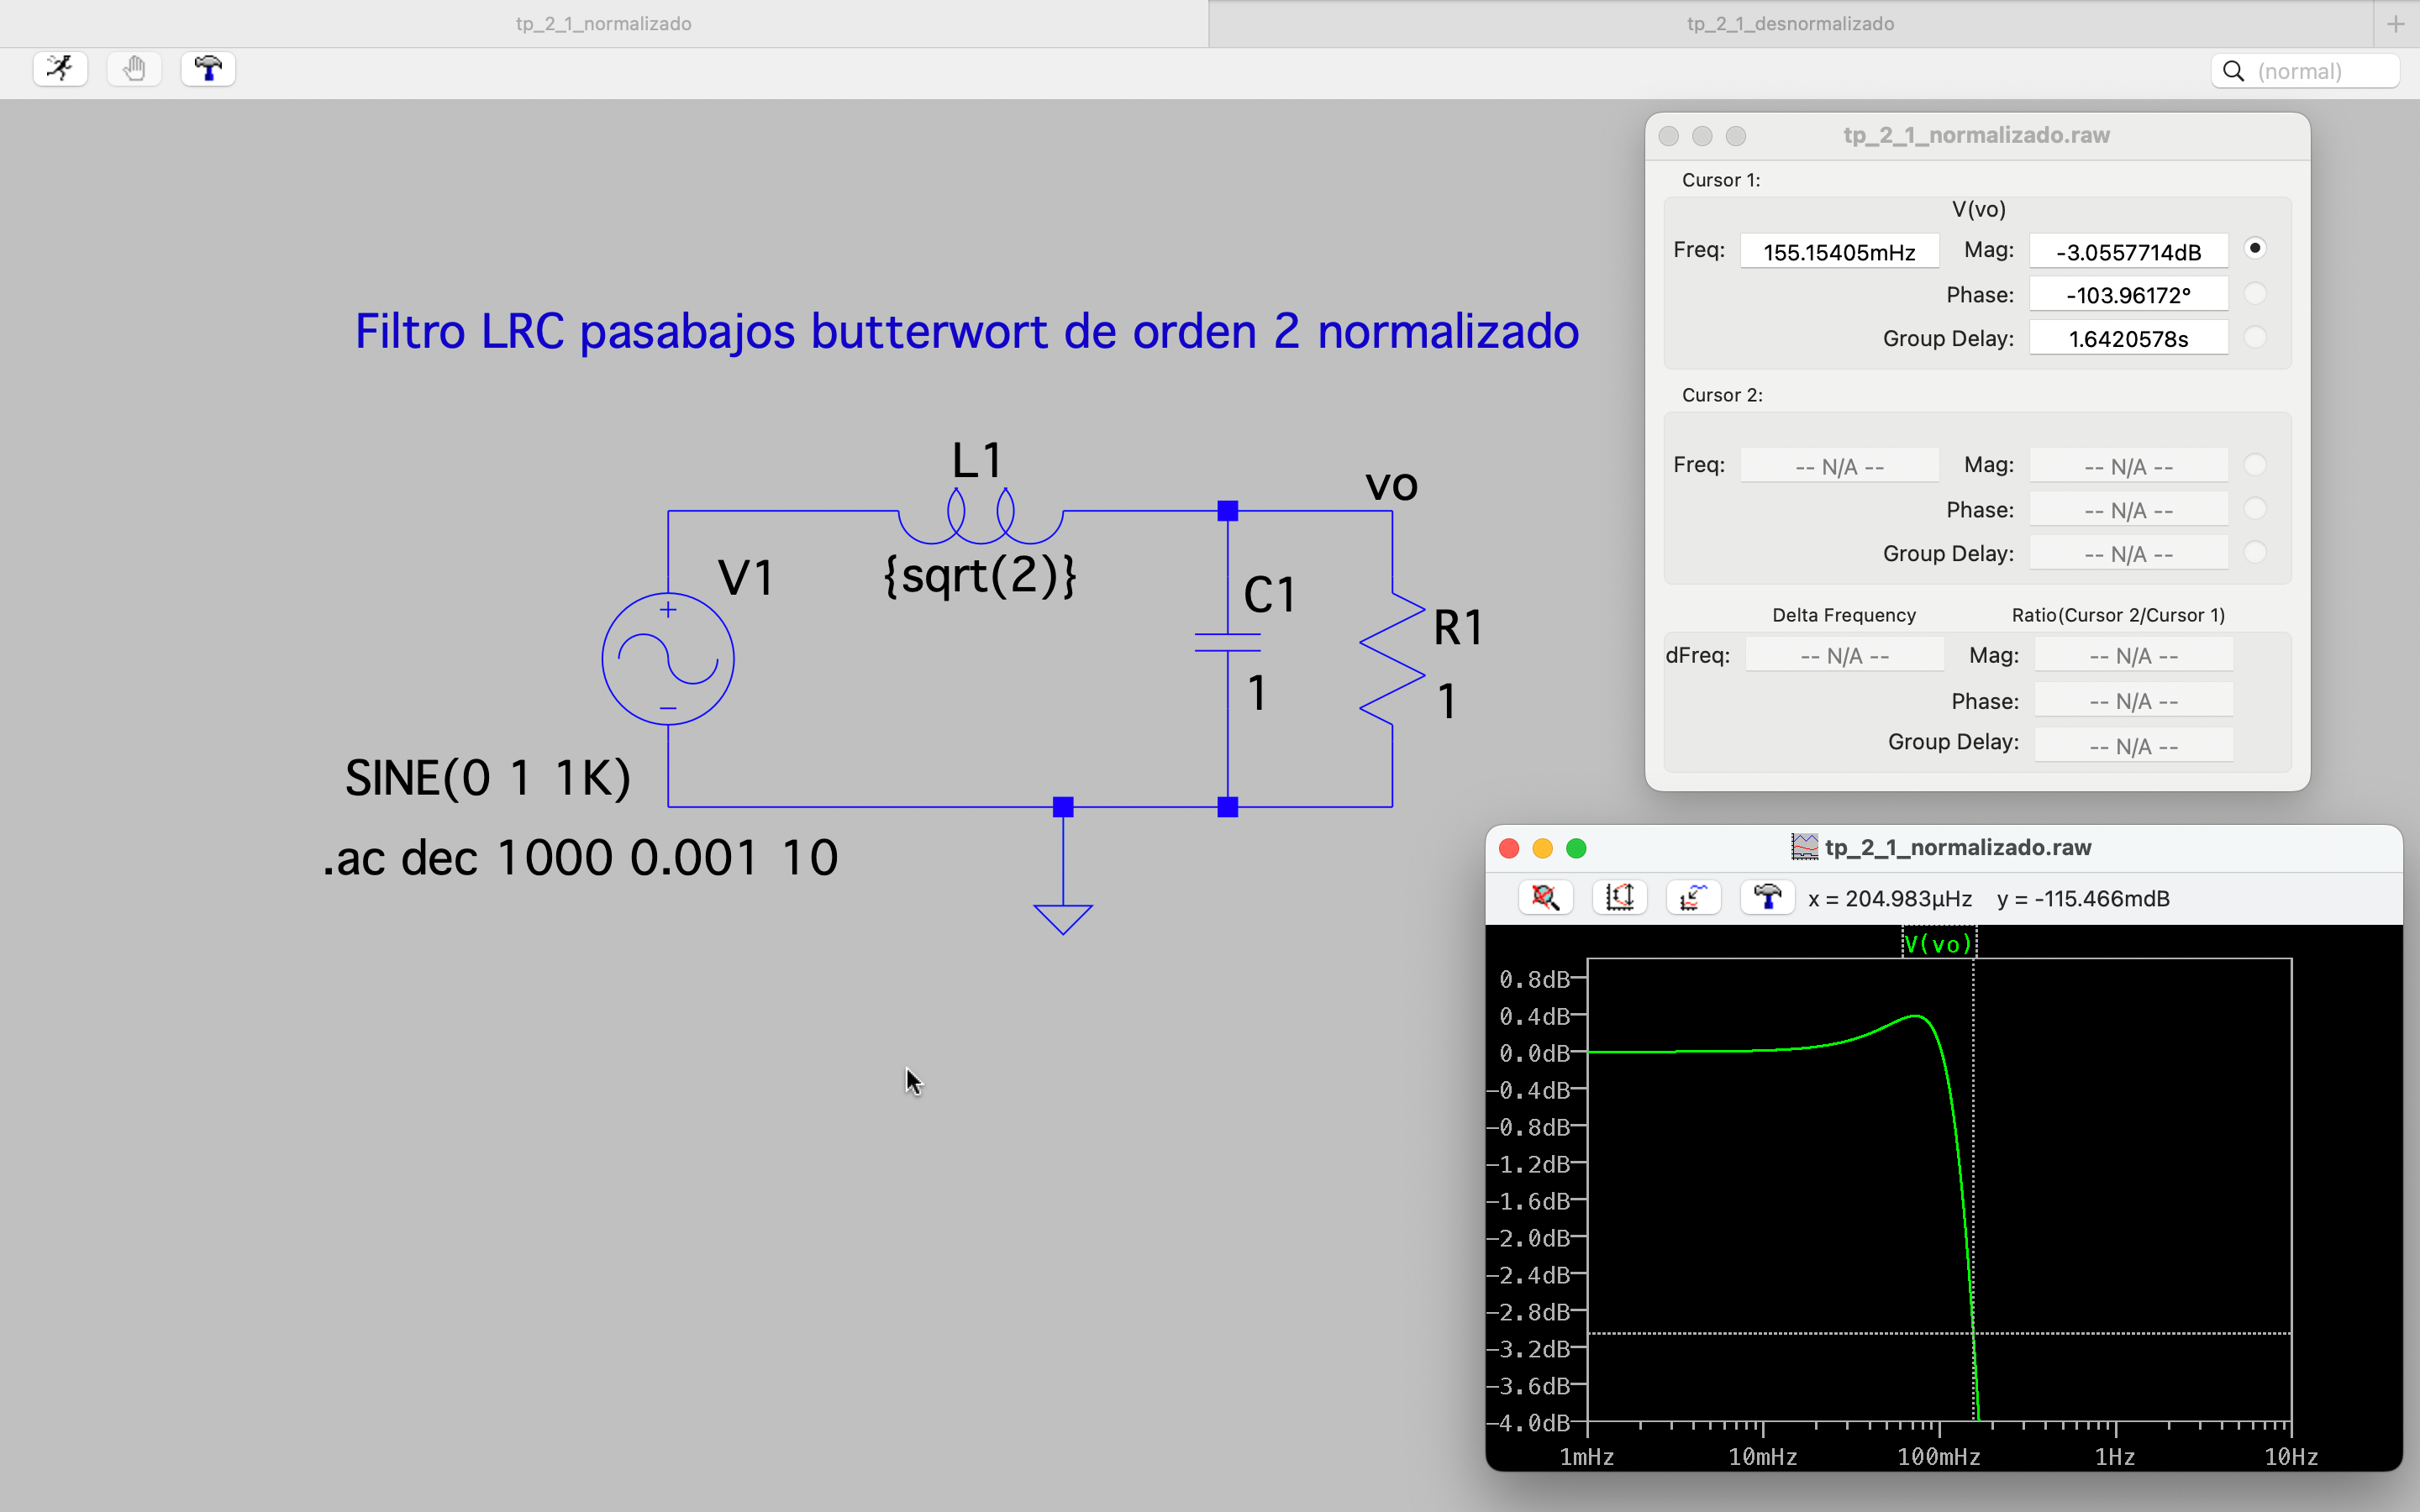 tp_2_1_normalizado
tp_2_1_desnormalizado
(normal)
tp_2_1_normalizado.raw
Cursor 1:
V(vo)
Freq: 155.15405mHz Mag: -3.0557714dB
Phase: -103.96172°
Group Delay: 1.6420578s
Cursor 2:
Freq: -- N/A -- Mag: -- N/A --
Phase: -- N/A --
Group Delay: -- N/A --
Delta Frequency Ratio(Cursor 2/Cursor 1)
dFreq: -- N/A -- Mag: -- N/A --
Phase: -- N/A --
Group Delay: -- N/A --
Filtro LRC pasabajos butterwort de orden 2 normalizado
L1
vo
{sqrt(2)}
V1
C1
R1
1
1
SINE(0 1 1K)
.ac dec 1000 0.001 10
tp_2_1_normalizado.raw
x = 204.983µHz y = -115.466mdB
V(vo)
0.8dB
0.4dB
0.0dB
-0.4dB
-0.8dB
-1.2dB
-1.6dB
-2.0dB
-2.4dB
-2.8dB
-3.2dB
-3.6dB
-4.0dB
1mHz 10mHz 100mHz 1Hz 10Hz